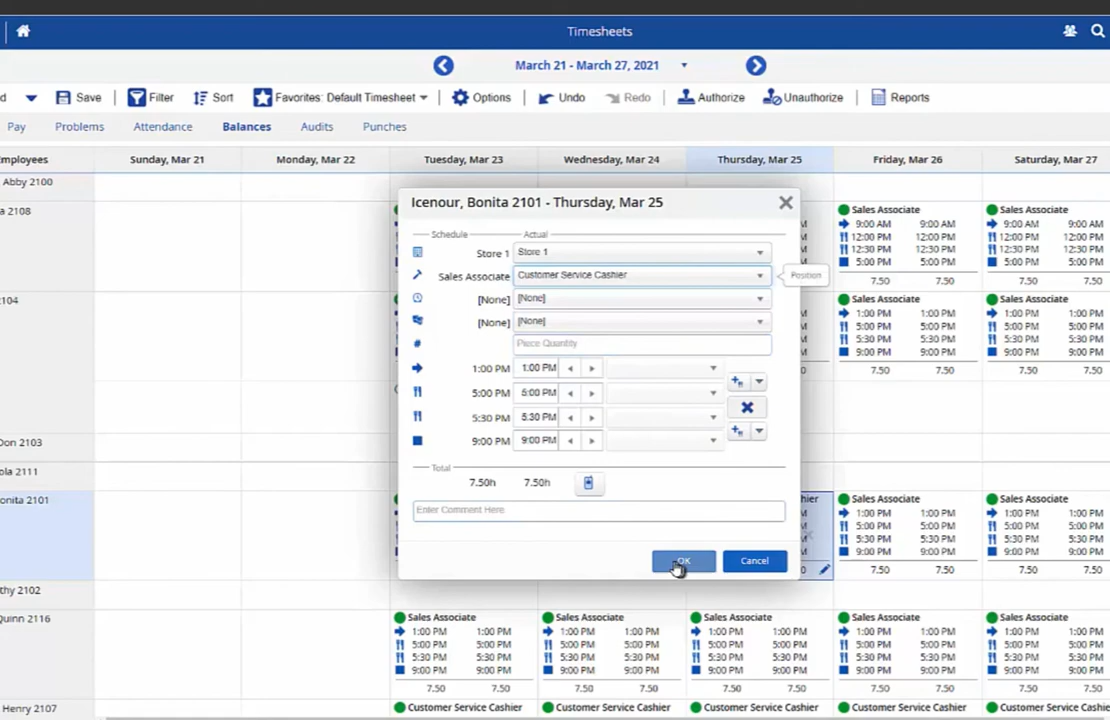 Timesheets
March 21 - March 27, 2021
d Save Filter Sort Favorites: Default Timesheet Options Undo Redo Authorize Unauthorize Reports
Pay Problems Attendance Balances Audits Punches
mployees Sunday, Mar 21 Monday, Mar 22 Tuesday, Mar 23 Wednesday, Mar 24 Thursday, Mar 25 Friday, Mar 26 Saturday, Mar 27
Abby 2100
Icenour, Bonita 2101 - Thursday, Mar 25
a 2108 Sales Associate Sales Associate
M 9:00 AM 9:00 AM 9:00 AM 9:00 AM
Schedule Actual
M 12:00 PM 12:00 PM 12:00 PM 12:00 PM
Store 1 Store 1
M 12:30 PM 12:30 PM 12:30 PM 12:30 PM
M 5:00 PM 5:00 PM 5:00 PM 5:00 PM
Sales Associate Customer Service Cashier Position
7.50 7.50
2104 [None] [None] Sales Associate Sales Associate
M 1:00 PM 1:00 PM 1:00 PM 1:00 PM
[None] [None]
M 5:00 PM 5:00 PM 5:00 PM 5:00 PM
# Piece Quantity
M 5:30 PM 5:30 PM 5:30 PM 5:30 PM
M 9:00 PM 9:00 PM 9:00 PM 9:00 PM
1:00 PM 1:00 PM
0 7.50 7.50
5:00 PM 5:00 PM
5:30 PM 5:30 PM
9:00 PM 9:00 PM
Don 2103
Total
ola 2111
7.50h 7.50h
onita 2101 hier Sales Associate Sales Associate
Enter Comment Here
M 1:00 PM 1:00 PM 1:00 PM 1:00 PM
5:00 PM 5:00 PM 5:00 PM 5:00 PM
M 5:30 PM 5:30 PM 5:30 PM 5:30 PM
M 9:00 PM 9:00 PM 9:00 PM 9:00 PM
OK Cancel
0 7.50 7.50
thy 2102
Quinn 2116 Sales Associate Sales Associate Sales Associate Sales Associate Sales Associate
1:00 PM 1:00 PM 1:00 PM 1:00 PM 1:00 PM 1:00 PM 1:00 PM 1:00 PM 1:00 PM 1:00 PM
5:00 PM 5:00 PM 5:00 PM 5:00 PM 5:00 PM 5:00 PM 5:00 PM 5:00 PM 5:00 PM 5:00 PM
5:30 PM 5:30 PM 5:30 PM 5:30 PM 5:30 PM 5:30 PM 5:30 PM 5:30 PM 5:30 PM 5:30 PM
9:00 PM 9:00 PM 9:00 PM 9:00 PM 9:00 PM 9:00 PM 9:00 PM 9:00 PM 9:00 PM 9:00 PM
7.50 7.50 7.50 7.50 7.50 7.50 7.50 7.50
Henry 2107 Customer Service Cashier Customer Service Cashier Customer Service Cashier Customer Service Cashier Customer Service